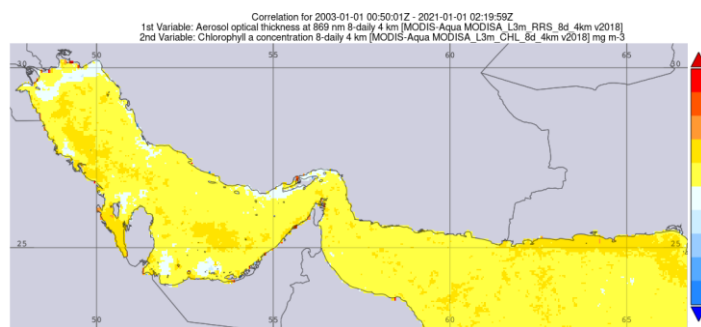 Correlation for 2003-01-01 00:50:01Z - 2021-01-01 02:19:59Z
1st Variable: Aerosol optical thickness at 869 nm 8-daily 4 km [MODIS-Aqua MODISA_L3m_RRS_8d_4km v2018]
2nd Variable: Chlorophyll a concentration 8-daily 4 km [MODIS-Aqua MODISA_L3m_CHL_8d_4km v2018] mg m-3
50 55 60 65
30 30
25 25
50 55 60 65